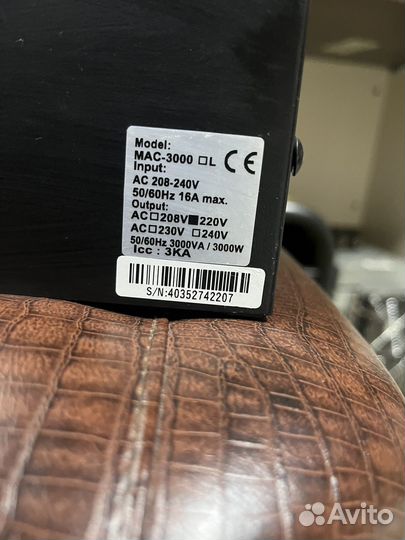 Model:
MAC-3000 □L CE
Input:
AC 208-240V
50/60Hz 16A max.
Output:
AC□208V■220V
AC□230V □240V
50/60Hz 3000VA / 3000W
Icc : 3KA
S/N:40352742207
Avito